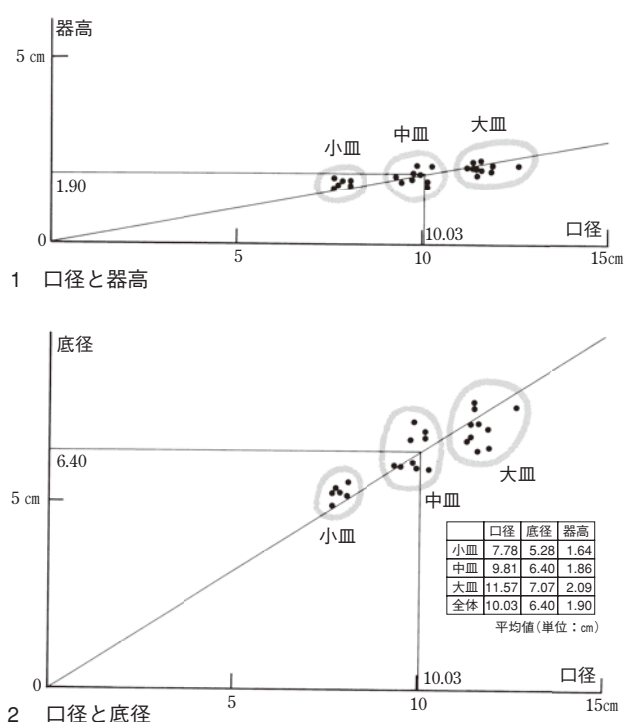 器高
5 cm
小皿 中皿 大皿
1.90
10.03 口径
0
5 10 15cm
1 口径と器高
底径
6.40
5 cm
大皿
中皿
小皿
口径 底径 器高
小皿 7.78 5.28 1.64
中皿 9.81 6.40 1.86
大皿 11.57 7.07 2.09
全体 10.03 6.40 1.90
平均値(単位:cm)
10.03 口径
0
5 10 15cm
2 口径と底径